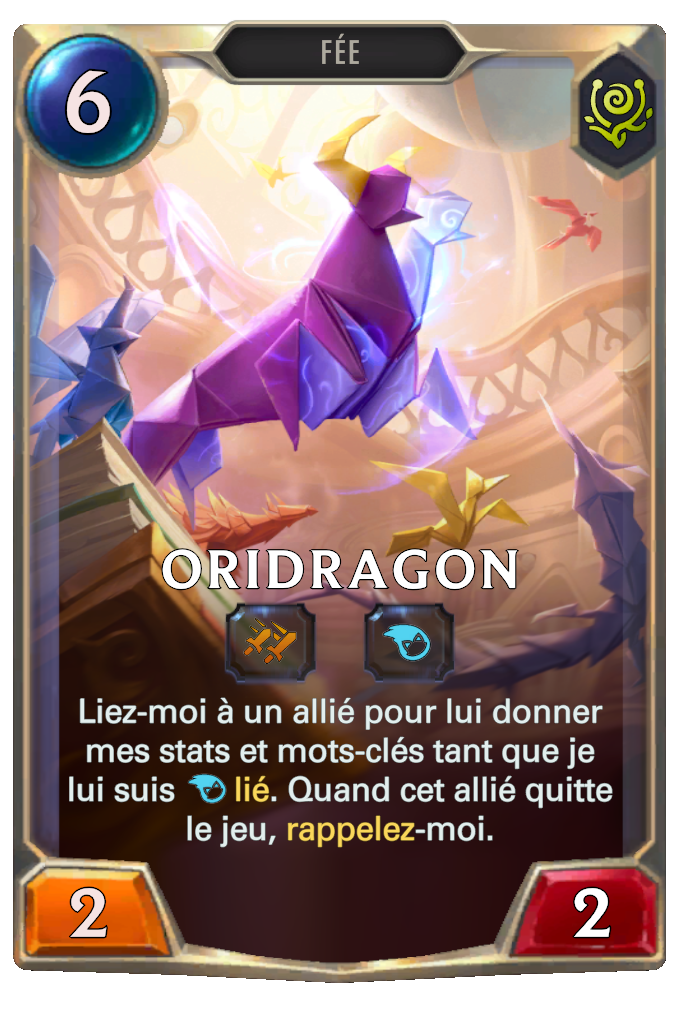 FÉE
6
ORIDRAGON
Liez-moi à un allié pour lui donner
mes stats et mots-clés tant que je
lui suis lié. Quand cet allié quitte
le jeu, rappelez-moi.
2
2